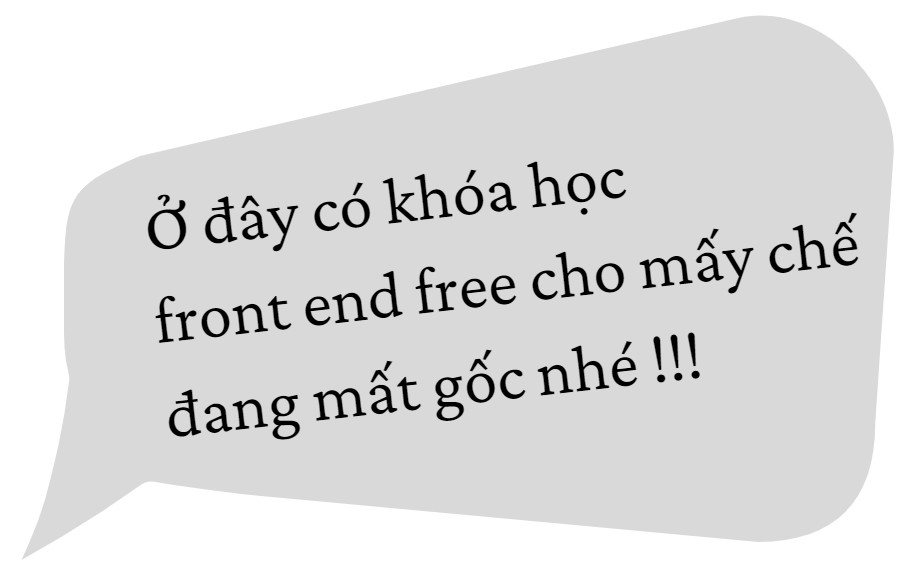 Ở đây có khóa học
front end free cho mấy chế
đang mất gốc nhé !!!